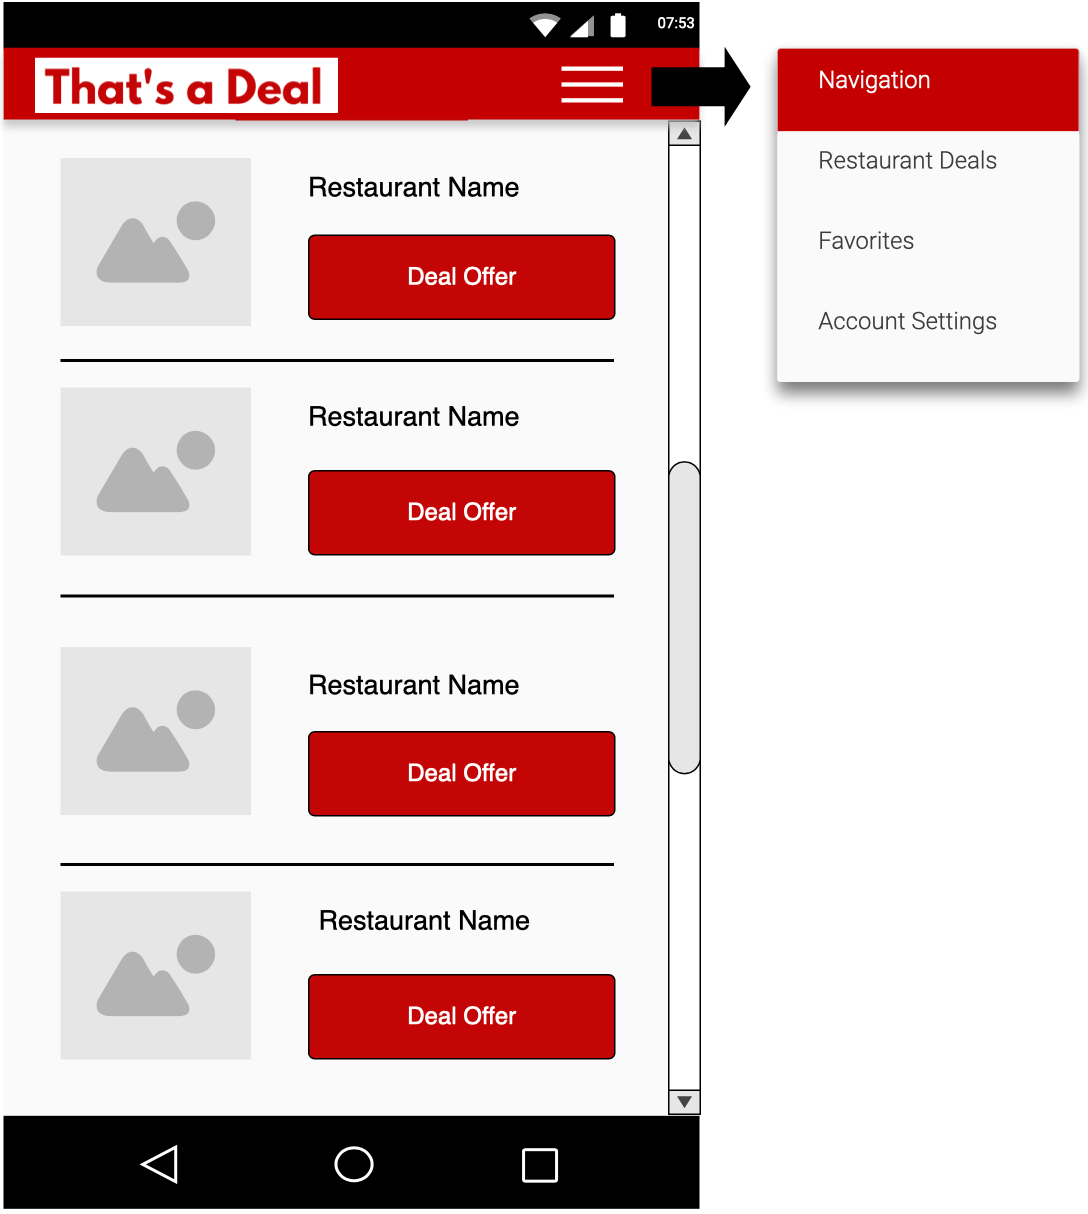 07:53
That's a Deal
Restaurant Name
Deal Offer
Restaurant Name
Deal Offer
Restaurant Name
Deal Offer
Restaurant Name
Deal Offer
Navigation
Restaurant Deals
Favorites
Account Settings